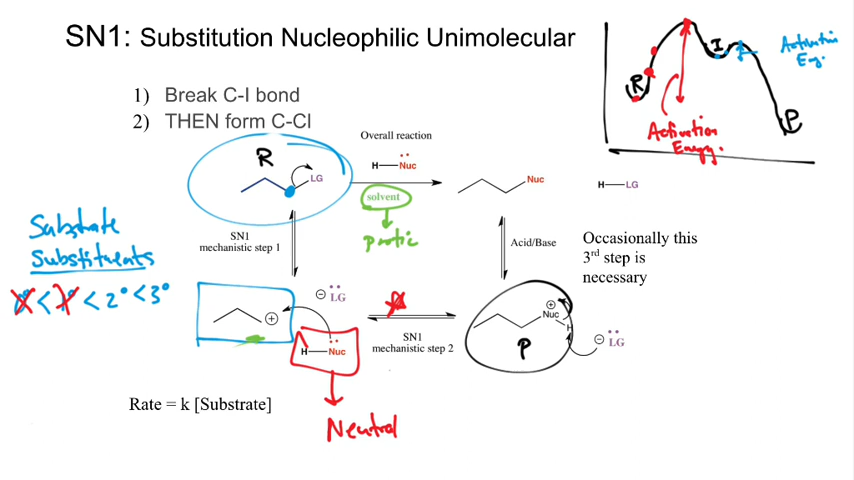 SN1: Substitution Nucleophilic Unimolecular
1) Break C-I bond
2) THEN form C-Cl
R
I
P
Activation
Eg.
Activation
Energy
Overall reaction
R
LG
H—Nuc
solvent
protic
Nuc
H—LG
Substrate
Substituents
X < 1° < 2° < 3°
SN1
mechanistic step 1
Acid/Base
Occasionally this
3rd step is
necessary
⊕
⊖ LG
H—Nuc
SN1
mechanistic step 2
⊕
Nuc
H
P
⊖ LG
Rate = k [Substrate]
Neutral